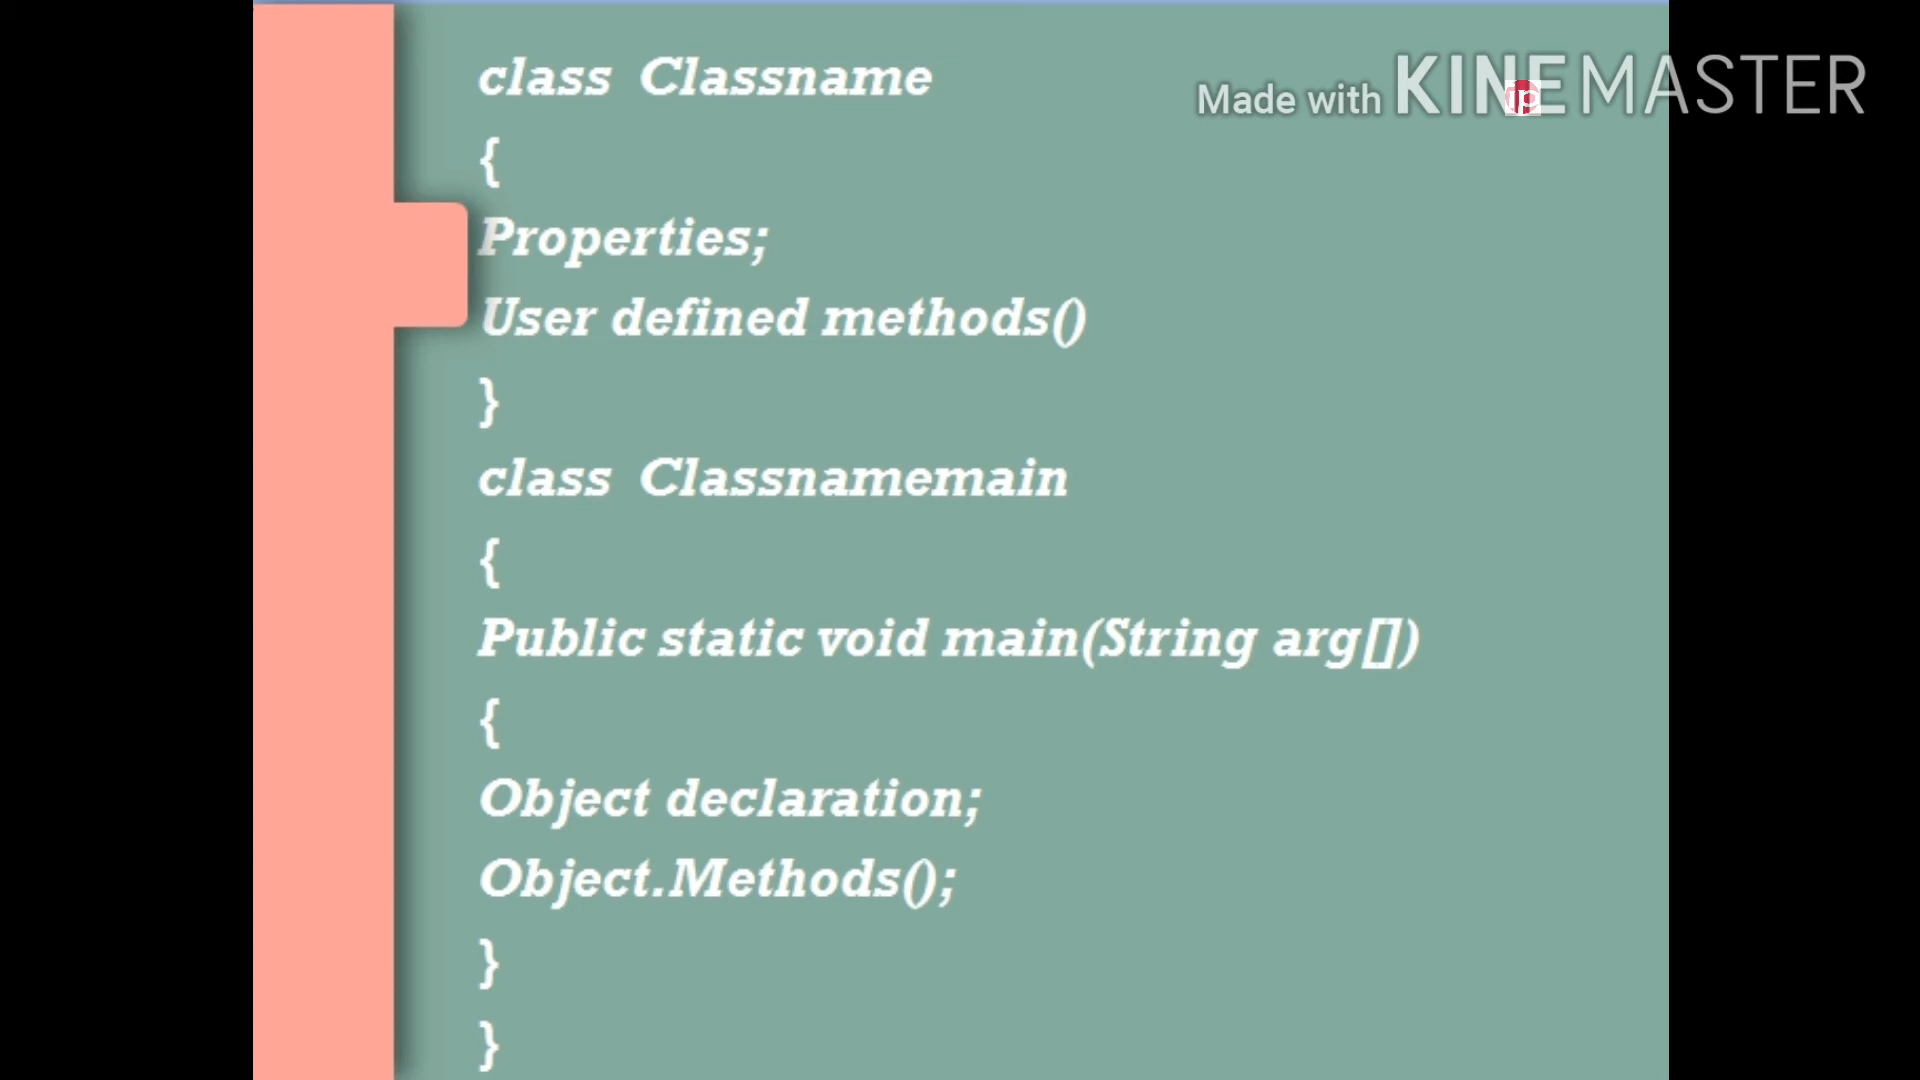 class Classname
{
Properties;
User defined methods()
}
class Classnamemain
{
Public static void main(String arg[])
{
Object declaration;
Object.Methods();
}
}
Made with KINEMASTER